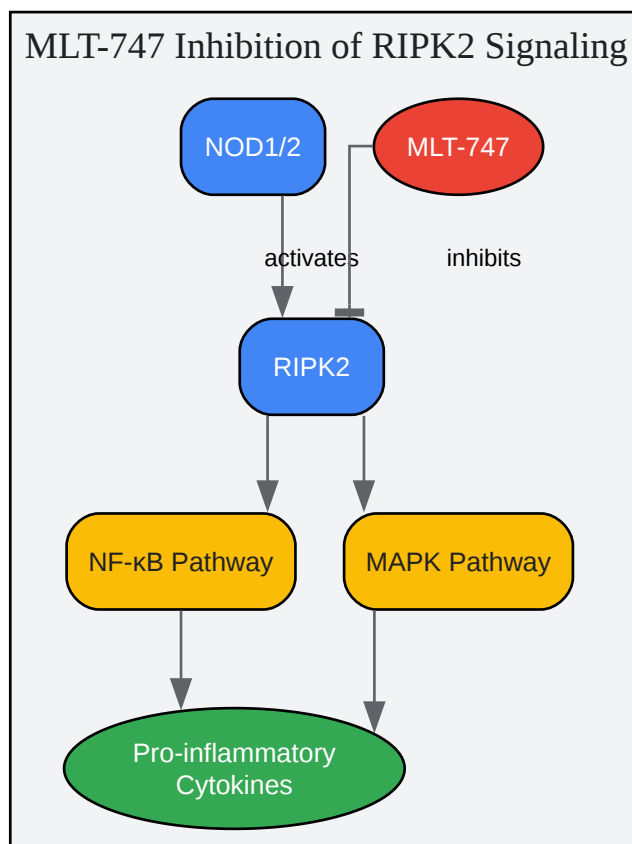 MLT-747 Inhibition of RIPK2 Signaling
NOD1/2
MLT-747
activates
inhibits
RIPK2
NF-κB Pathway
MAPK Pathway
Pro-inflammatory
Cytokines